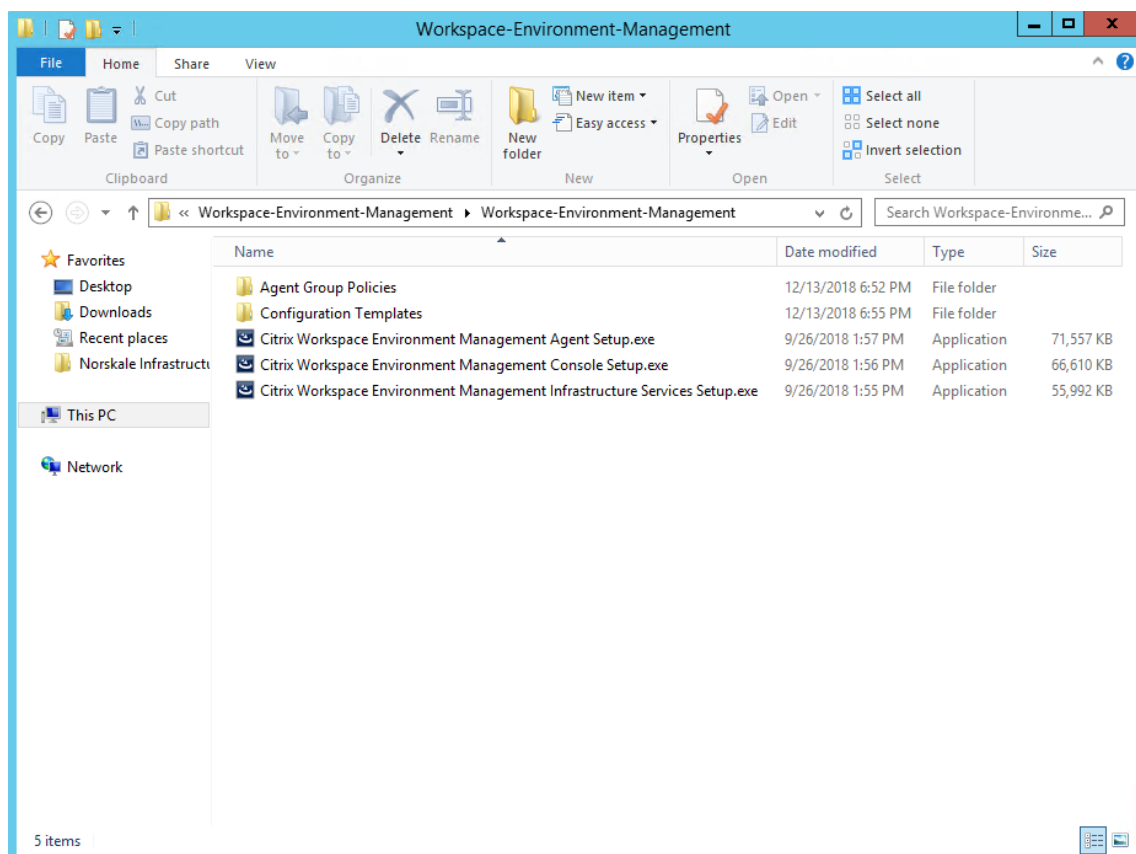 Workspace-Environment-Management
File Home Share View
Copy
Paste
Cut
Copy path
Paste shortcut
Clipboard
Move to
Copy to
Delete
Rename
Organize
New folder
New item
Easy access
New
Properties
Open
Edit
Open
Select all
Select none
Invert selection
Select
« Workspace-Environment-Management Workspace-Environment-Management
Search Workspace-Environme...
Name Date modified Type Size
Favorites
Desktop
Downloads
Recent places
Norskale Infrastructu
This PC
Network
Agent Group Policies 12/13/2018 6:52 PM File folder
Configuration Templates 12/13/2018 6:55 PM File folder
Citrix Workspace Environment Management Agent Setup.exe 9/26/2018 1:57 PM Application 71,557 KB
Citrix Workspace Environment Management Console Setup.exe 9/26/2018 1:56 PM Application 66,610 KB
Citrix Workspace Environment Management Infrastructure Services Setup.exe 9/26/2018 1:55 PM Application 55,992 KB
5 items